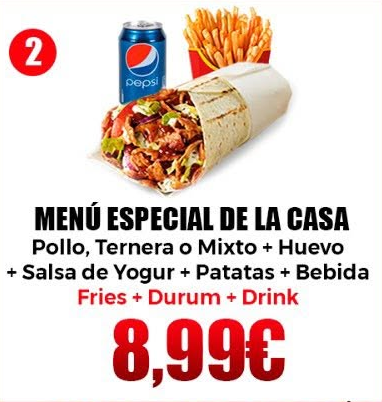 2
pepsi
MENÚ ESPECIAL DE LA CASA
Pollo, Ternera o Mixto + Huevo
+ Salsa de Yogur + Patatas + Bebida
Fries + Durum + Drink
8,99€